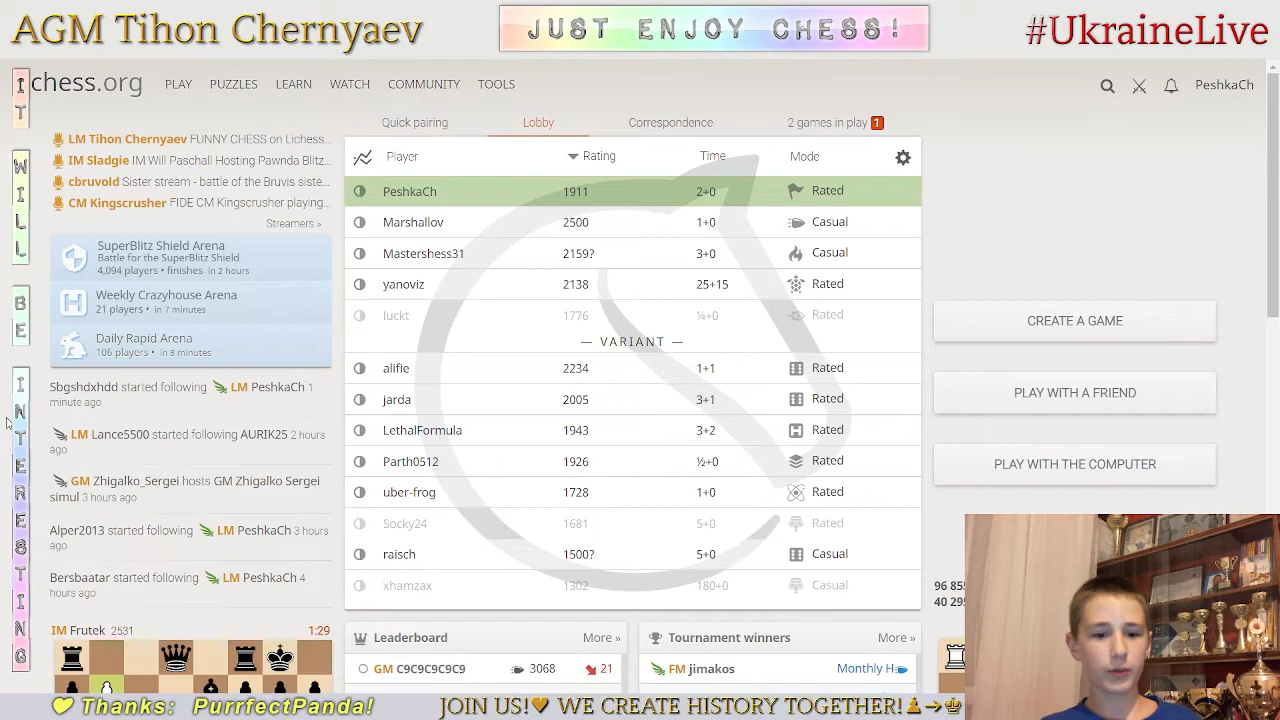 AGM Tihon Chernyaev
JUST ENJOY CHESS!
#UkraineLive
IT WILL BE INTERESTING
chess.org
PLAY PUZZLES LEARN WATCH COMMUNITY TOOLS
PeshkaCh
LM Tihon Chernyaev FUNNY CHESS on Lichess...
IM Sladgie IM Will Paschall Hosting Pawnda Blitz...
cbruvold Sister stream - battle of the Bruvis siste...
CM Kingscrusher FIDE CM Kingscrusher playing...
Streamers »
SuperBlitz Shield Arena
Battle for the SuperBlitz Shield
4,094 players • finishes in 2 hours
Weekly Crazyhouse Arena
21 players • in 7 minutes
Daily Rapid Arena
106 players • in 8 minutes
Sbgshdxhdd started following LM PeshkaCh 1
minute ago
LM Lance5500 started following AURIK25 2 hours
ago
GM Zhigalko_Sergei hosts GM Zhigalko Sergei
simul 3 hours ago
Alper2013 started following LM PeshkaCh 3 hours
ago
Bersbaatar started following LM PeshkaCh 4
hours ago
IM Frutek 2531 1:29
Quick pairing Lobby Correspondence 2 games in play 1
Player Rating Time Mode
PeshkaCh 1911 2+0 Rated
Marshallov 2500 1+0 Casual
Mastershess31 2159? 3+0 Casual
yanoviz 2138 25+15 Rated
luckt 1776 ¼+0 Rated
— VARIANT —
alifie 2234 1+1 Rated
jarda 2005 3+1 Rated
LethalFormula 1943 3+2 Rated
Parth0512 1926 ½+0 Rated
uber-frog 1728 1+0 Rated
Socky24 1681 5+0 Rated
raisch 1500? 5+0 Casual
xhamzax 1302 180+0 Casual
CREATE A GAME
PLAY WITH A FRIEND
PLAY WITH THE COMPUTER
96 855
40 299
Leaderboard More »
GM C9C9C9C9C9 3068 21
Tournament winners More »
FM jimakos Monthly H
Thanks: PurrfectPanda!
JOIN US! WE CREATE HISTORY TOGETHER!